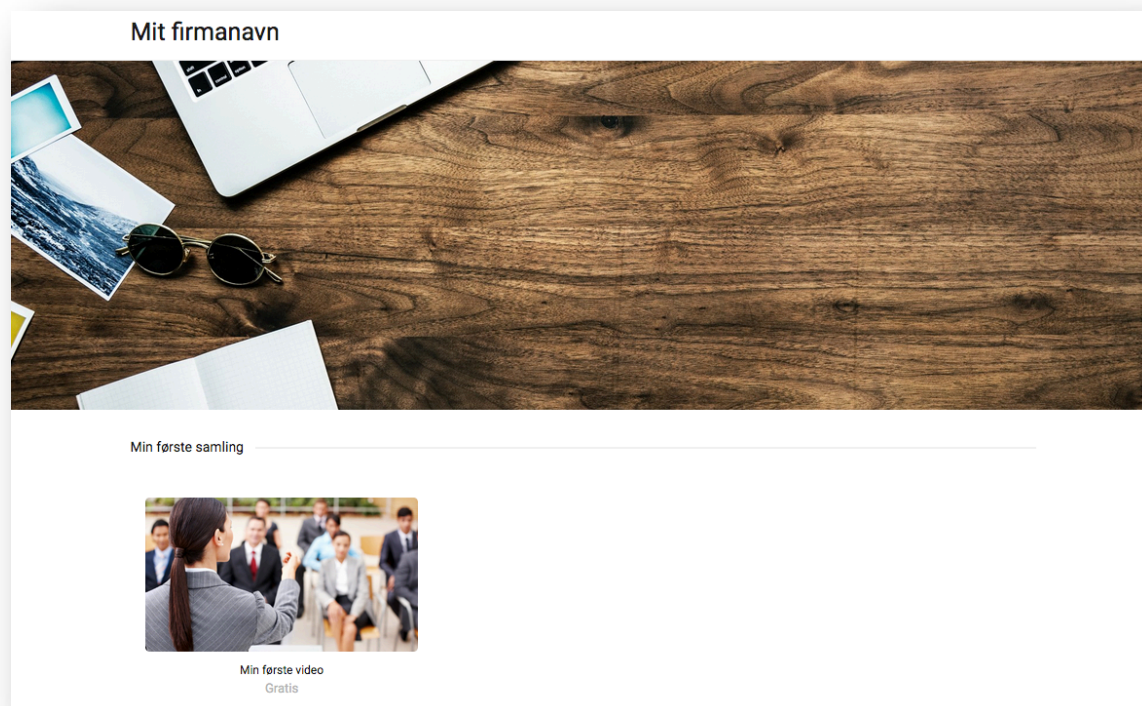 Mit firmanavn
Min første samling
Min første video
Gratis